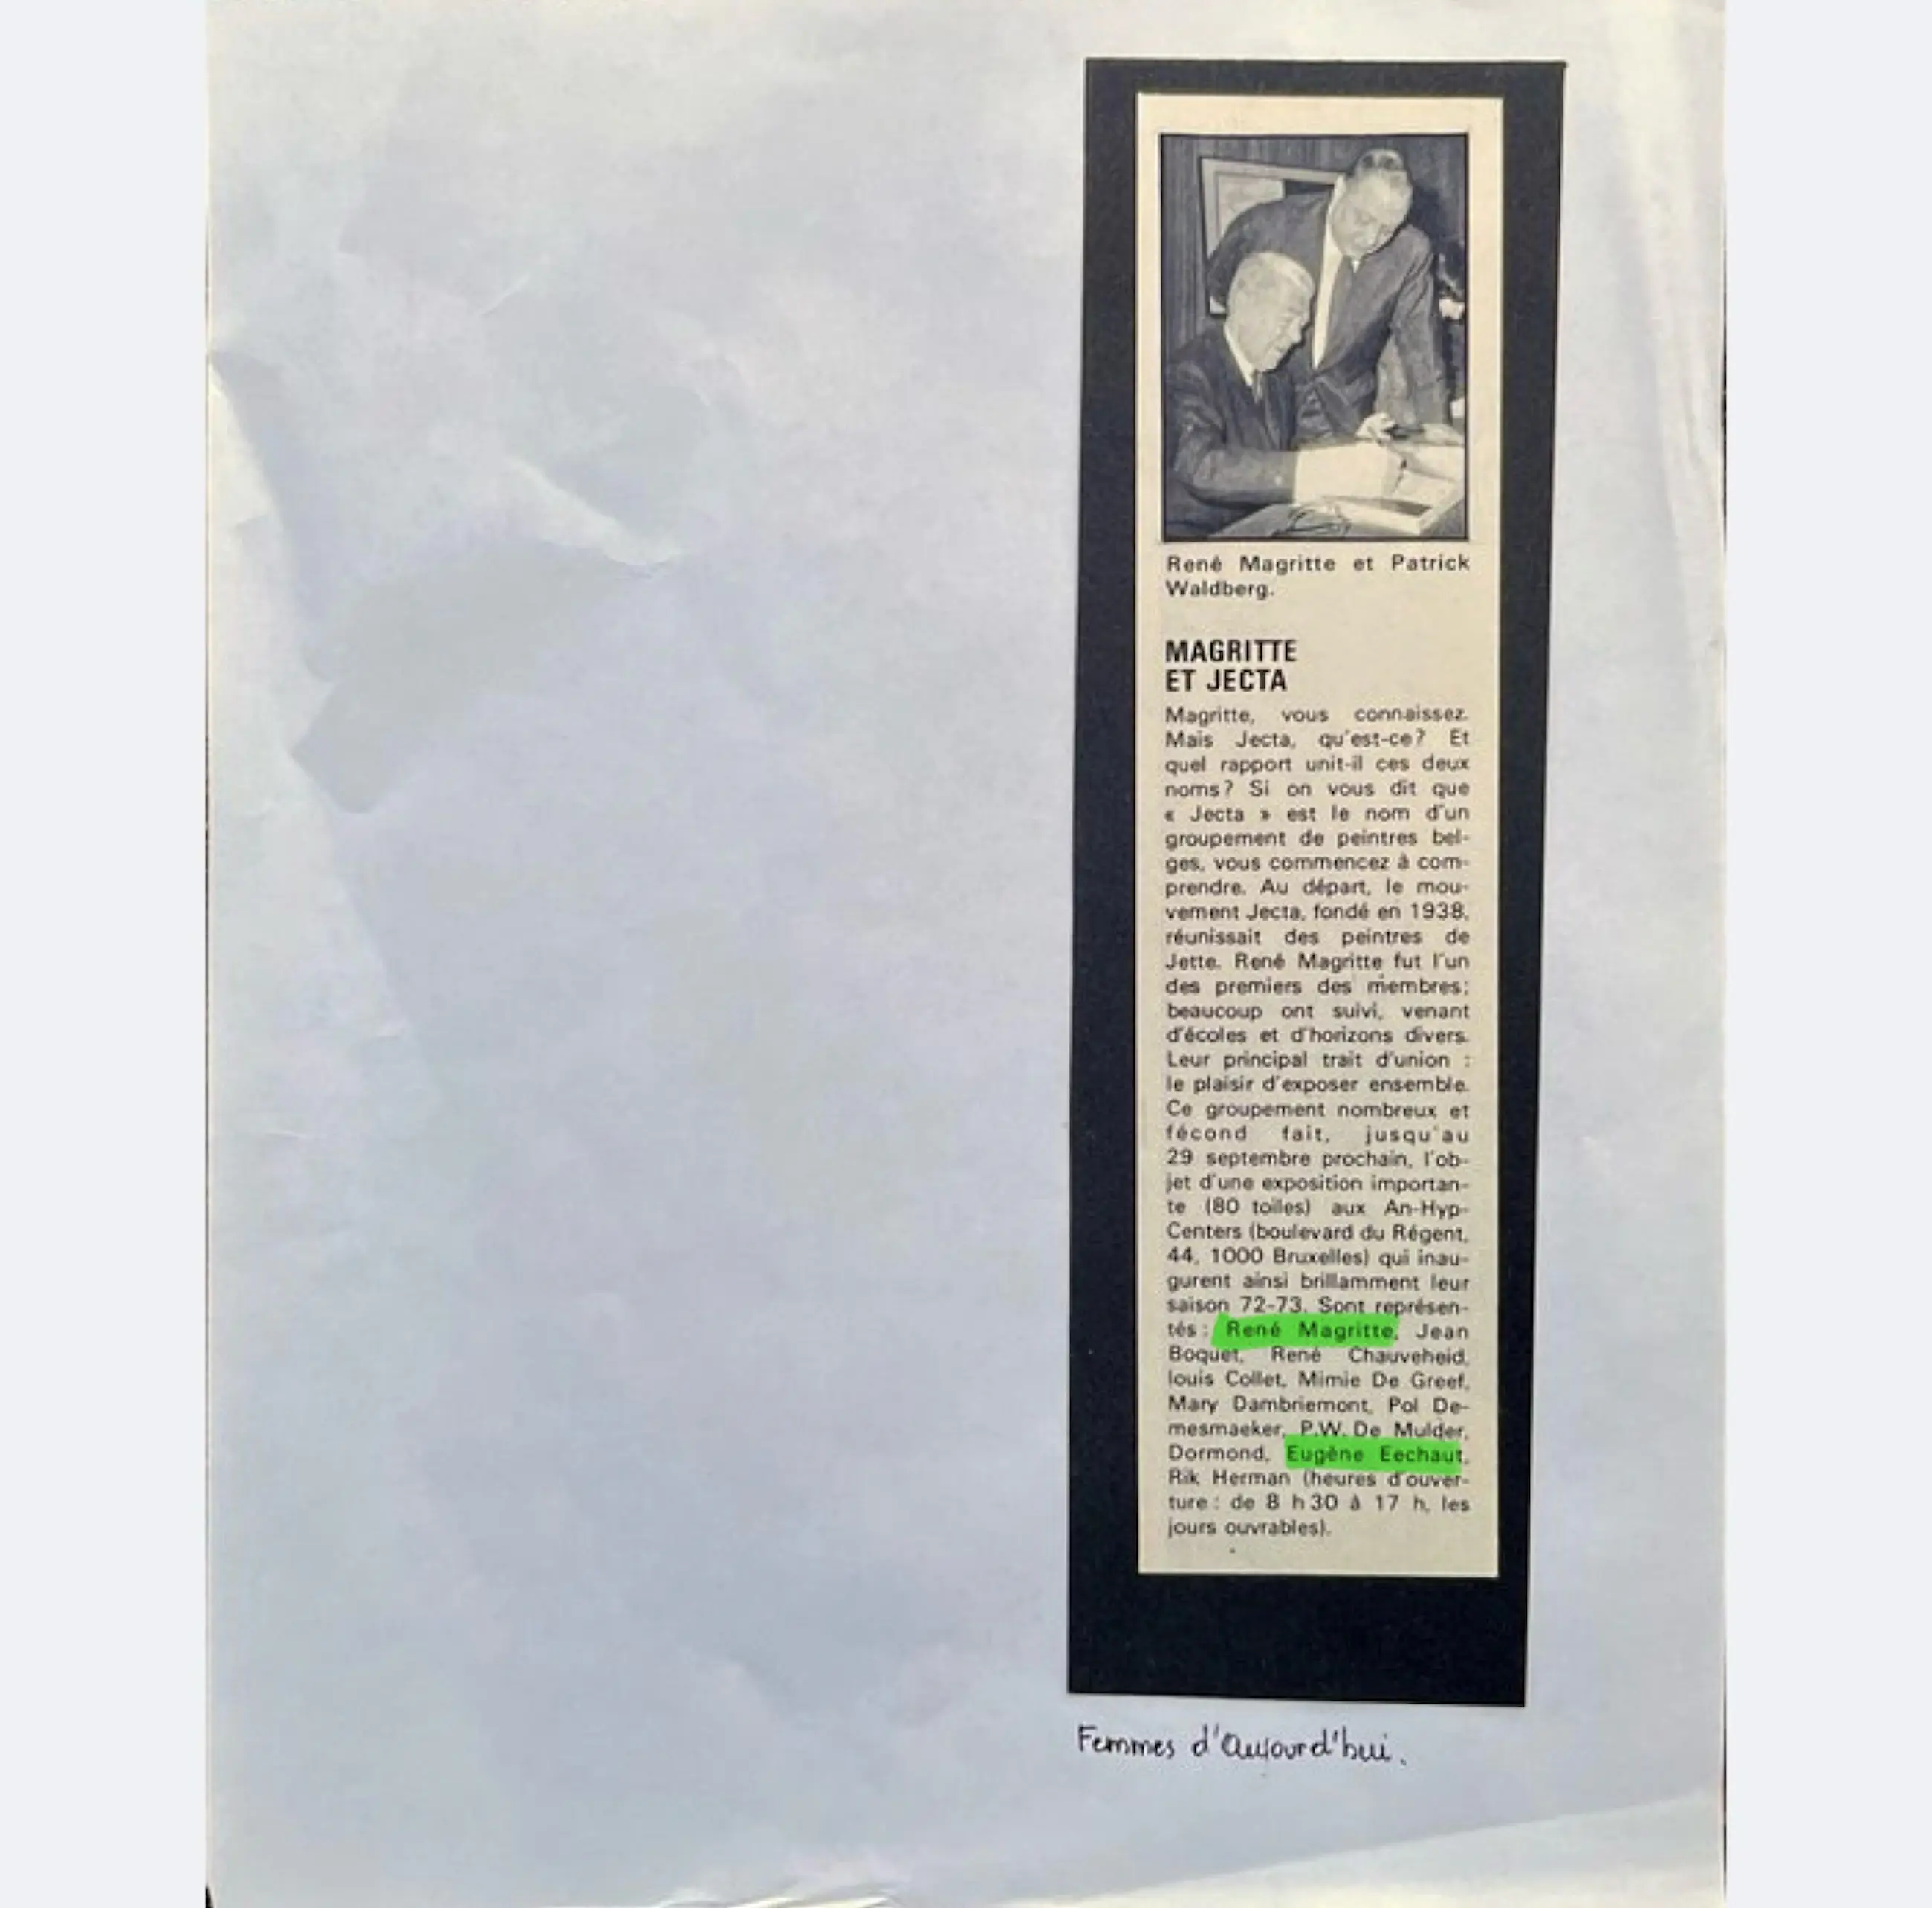 René Magritte et Patrick
Waldberg.
MAGRITTE
ET JECTA
Magritte, vous connaissez.
Mais Jecta, qu'est-ce? Et
quel rapport unit-il ces deux
noms? Si on vous dit que
« Jecta » est le nom d'un
groupement de peintres bel-
ges, vous commencez à com-
prendre. Au départ, le mou-
vement Jecta, fondé en 1938,
réunissait des peintres de
Jette. René Magritte fut l'un
des premiers des membres;
beaucoup ont suivi, venant
d'écoles et d'horizons divers.
Leur principal trait d'union :
le plaisir d'exposer ensemble.
Ce groupement nombreux et
fécond fait, jusqu'au
29 septembre prochain, l'ob-
jet d'une exposition importan-
te (80 toiles) aux An-Hyp-
Centers (boulevard du Régent,
44, 1000 Bruxelles) qui inau-
gurent ainsi brillamment leur
saison 72-73. Sont représen-
tés : René Magritte, Jean
Boquet, René Chauveheid,
louis Collet, Mimie De Greef,
Mary Dambriemont, Pol De-
mesmaeker, P.W. De Mulder,
Dormond, Eugène Eechaut,
Rik Herman (heures d'ouver-
ture : de 8 h 30 à 17 h, les
jours ouvrables).
Femmes d'Aujourd'hui.